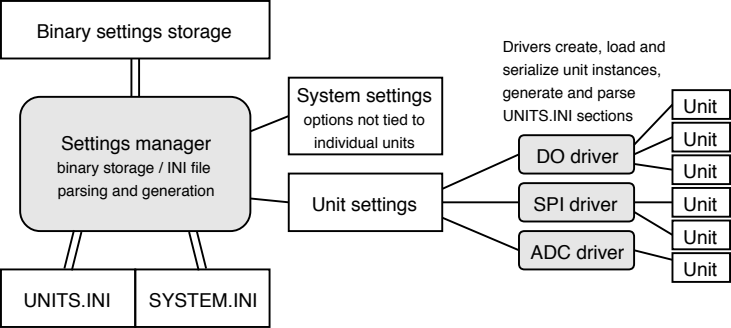 Binary settings storage
Settings manager
binary storage / INI file
parsing and generation
UNITS.INI
SYSTEM.INI
System settings
options not tied to
individual units
Unit settings
Drivers create, load and
serialize unit instances,
generate and parse
UNITS.INI sections
DO driver
SPI driver
ADC driver
Unit
Unit
Unit
Unit
Unit
Unit